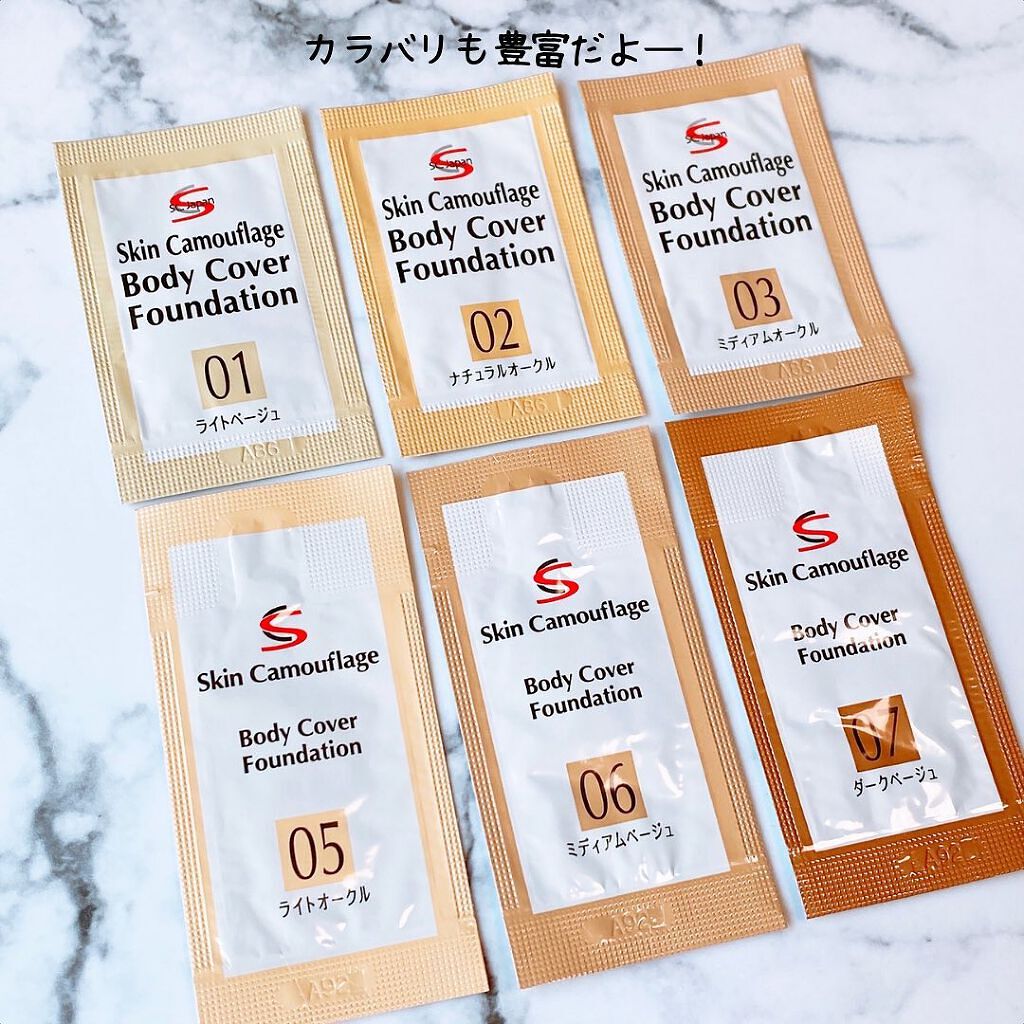 カラバリも豊富だよー！
SC Japan
Skin Camouflage
Body Cover
Foundation
01
ライトベージュ
SC Japan
Skin Camouflage
Body Cover
Foundation
02
ナチュラルオークル
SC Japan
Skin Camouflage
Body Cover
Foundation
03
ミディアムオークル
Skin Camouflage
Body Cover
Foundation
05
ライトオークル
Skin Camouflage
Body Cover
Foundation
06
ミディアムベージュ
Skin Camouflage
Body Cover
Foundation
07
ダークベージュ